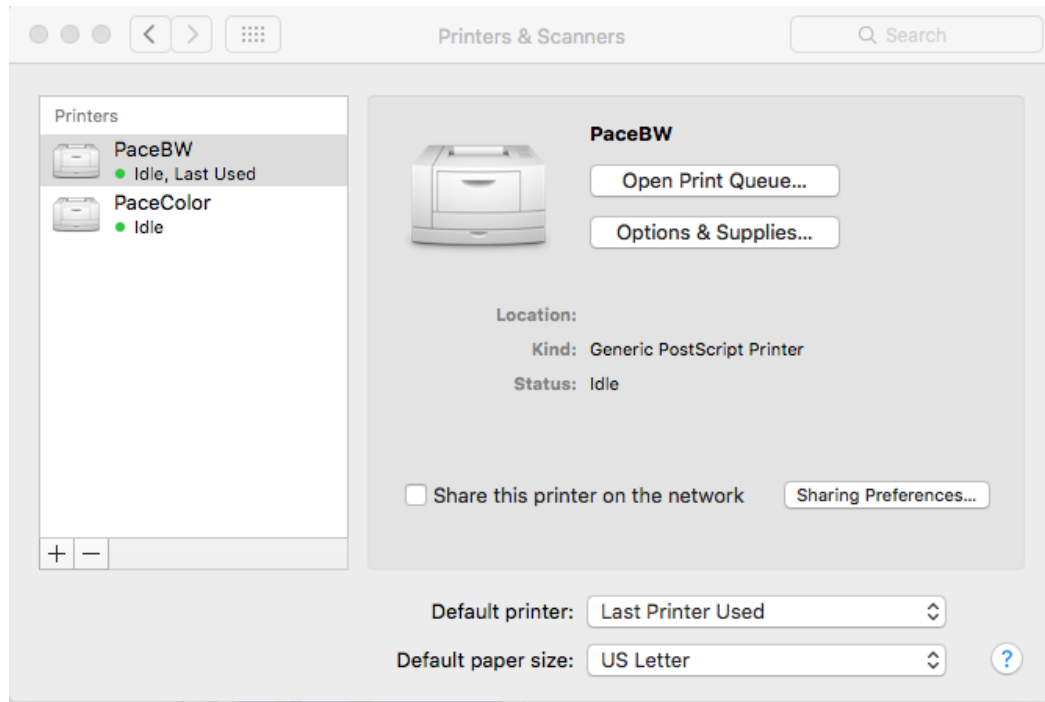 Printers & Scanners
Search
Printers
PaceBW
Idle, Last Used
PaceColor
Idle
PaceBW
Open Print Queue...
Options & Supplies...
Location:
Kind: Generic PostScript Printer
Status: Idle
Share this printer on the network
Sharing Preferences...
+ −
Default printer: Last Printer Used
Default paper size: US Letter
?